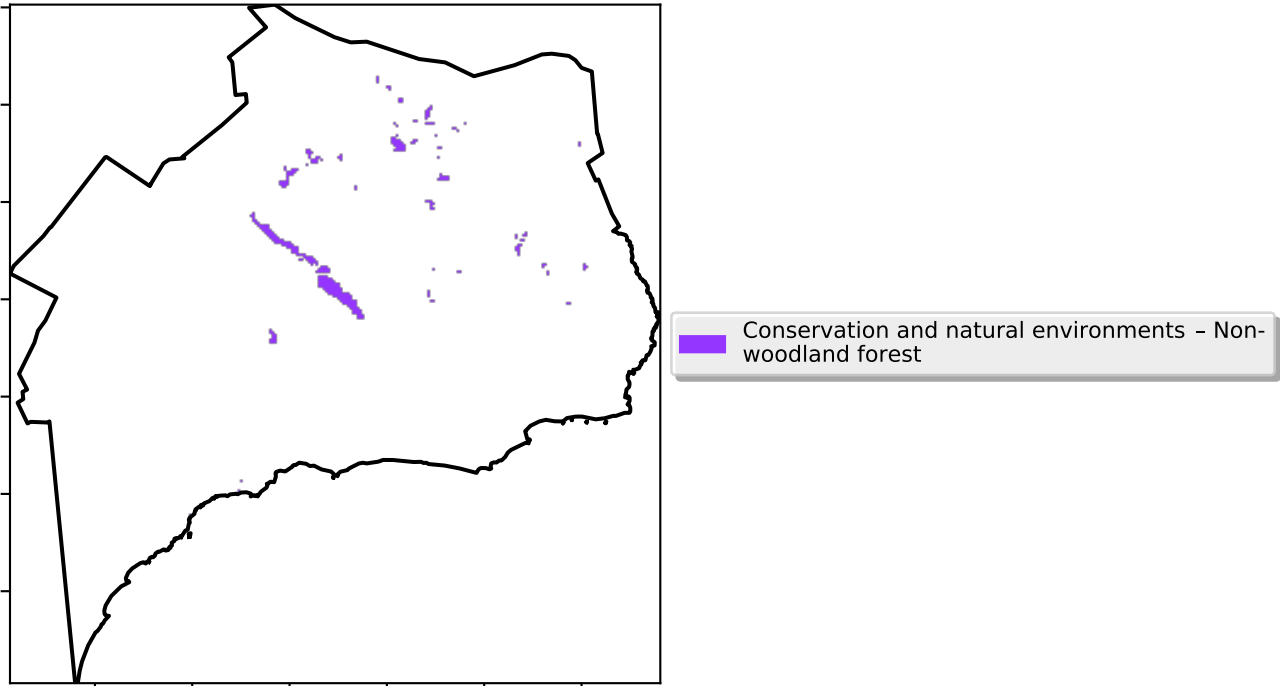 Conservation and natural environments – Non-
woodland forest